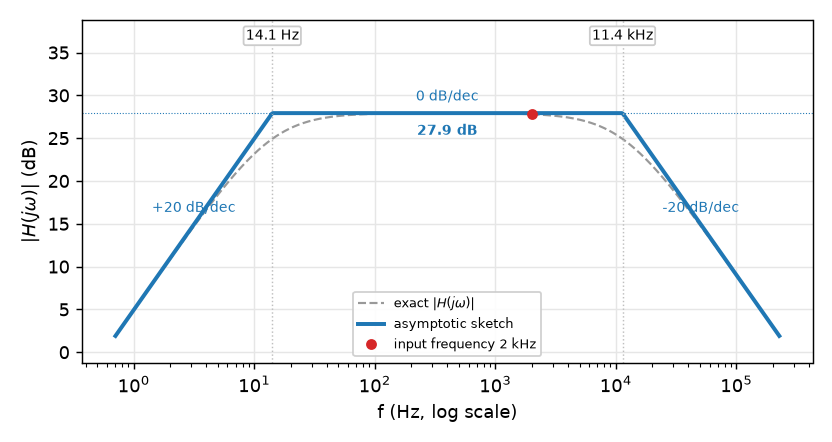 14.1 Hz
11.4 kHz
35
30
25
20
15
10
5
0
|H(jω)| (dB)
0 dB/dec
27.9 dB
+20 dB/dec
-20 dB/dec
exact |H(jω)|
asymptotic sketch
input frequency 2 kHz
10⁰
10¹
10²
10³
10⁴
10⁵
f (Hz, log scale)